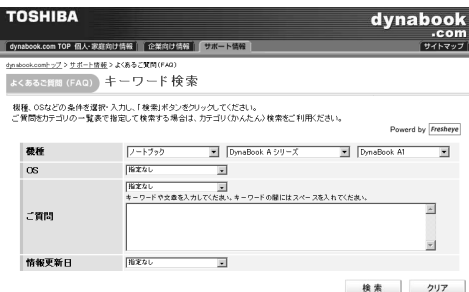 TOSHIBA
dynabook
.com
dynabook.com TOP 個人・家庭向け情報 企業向け情報 サポート情報 サイトマップ
dynabook.comトップ > サポート情報 > よくあるご質問(FAQ)
よくあるご質問 (FAQ) キーワード検索
機種、OSなどの条件を選択・入力し、「検索」ボタンをクリックしてください。
ご質問をカテゴリの一覧表で指定して検索する場合は、カテゴリ(かんたん)検索をご利用ください。
Powerd by Fresheye
機種 ノートブック DynaBook A シリーズ DynaBook A1
OS 指定なし
ご質問 指定なし
キーワードや文章を入力してください。キーワードの間にはスペースを入れてください。
情報更新日 指定なし
検 索 クリア